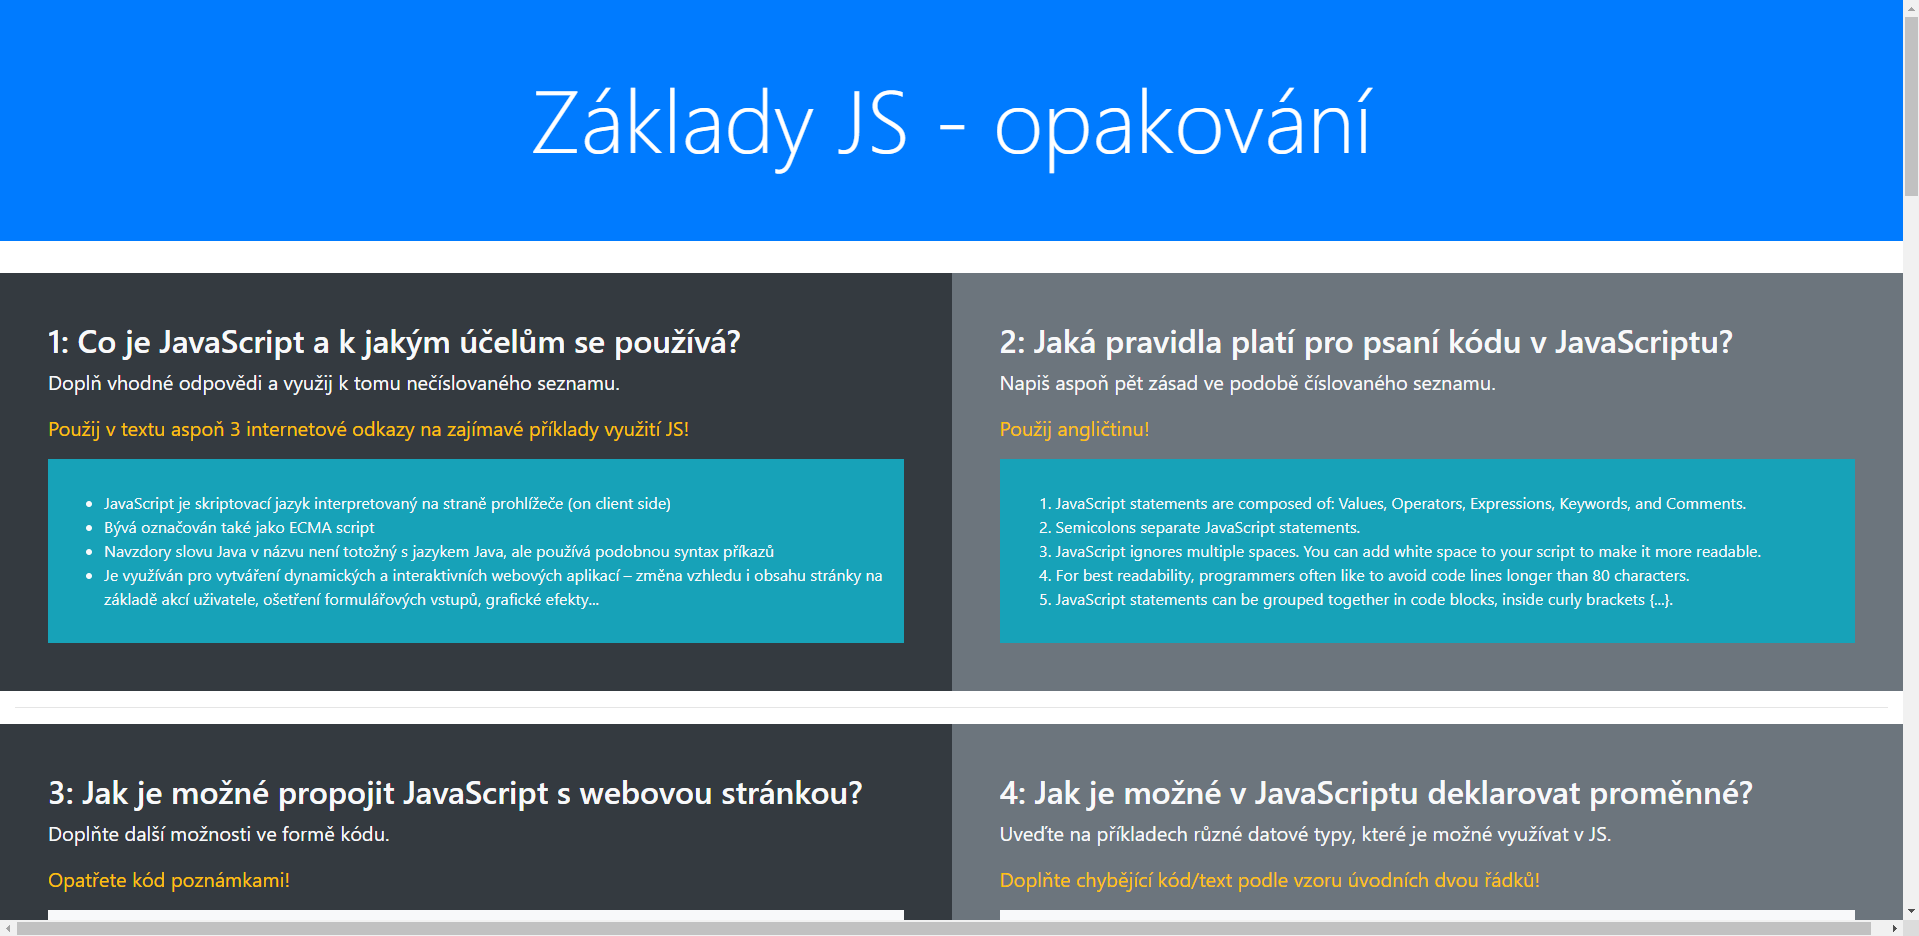 Základy JS - opakování
1: Co je JavaScript a k jakým účelům se používá?
Doplň vhodné odpovědi a využij k tomu nečíslovaného seznamu.
Použij v textu aspoň 3 internetové odkazy na zajímavé příklady využití JS!
• JavaScript je skriptovací jazyk interpretovaný na straně prohlížeče (on client side)
• Bývá označován také jako ECMA script
• Navzdory slovu Java v názvu není totožný s jazykem Java, ale používá podobnou syntax příkazů
• Je využíván pro vytváření dynamických a interaktivních webových aplikací – změna vzhledu i obsahu stránky na
základě akcí uživatele, ošetření formulářových vstupů, grafické efekty...
2: Jaká pravidla platí pro psaní kódu v JavaScriptu?
Napiš aspoň pět zásad ve podobě číslovaného seznamu.
Použij angličtinu!
1. JavaScript statements are composed of: Values, Operators, Expressions, Keywords, and Comments.
2. Semicolons separate JavaScript statements.
3. JavaScript ignores multiple spaces. You can add white space to your script to make it more readable.
4. For best readability, programmers often like to avoid code lines longer than 80 characters.
5. JavaScript statements can be grouped together in code blocks, inside curly brackets {...}.
3: Jak je možné propojit JavaScript s webovou stránkou?
Doplňte další možnosti ve formě kódu.
Opatřete kód poznámkami!
4: Jak je možné v JavaScriptu deklarovat proměnné?
Uveďte na příkladech různé datové typy, které je možné využívat v JS.
Doplňte chybějící kód/text podle vzoru úvodních dvou řádků!